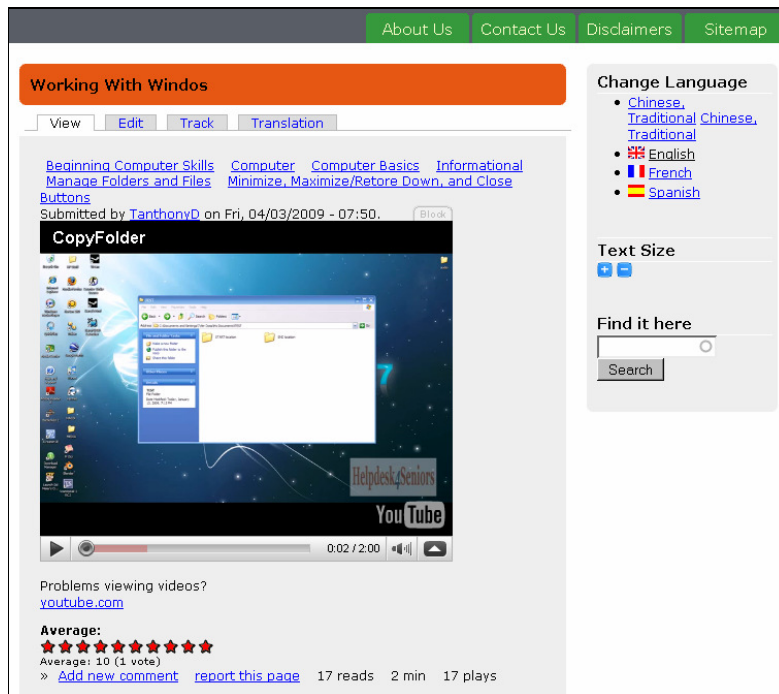 About Us Contact Us Disclaimers Sitemap
Working With Windos
View Edit Track Translation
Beginning Computer Skills Computer Computer Basics Informational
Manage Folders and Files Minimize, Maximize/Retore Down, and Close
Buttons
Submitted by TanthonyD on Fri, 04/03/2009 - 07:50. Block
CopyFolder
Helpdesk4Seniors
YouTube
0:02 / 2:00
Problems viewing videos?
youtube.com
Average:
Average: 10 (1 vote)
» Add new comment report this page 17 reads 2 min 17 plays
Change Language
Chinese,
Traditional Chinese,
Traditional
English
French
Spanish
Text Size
Find it here
Search